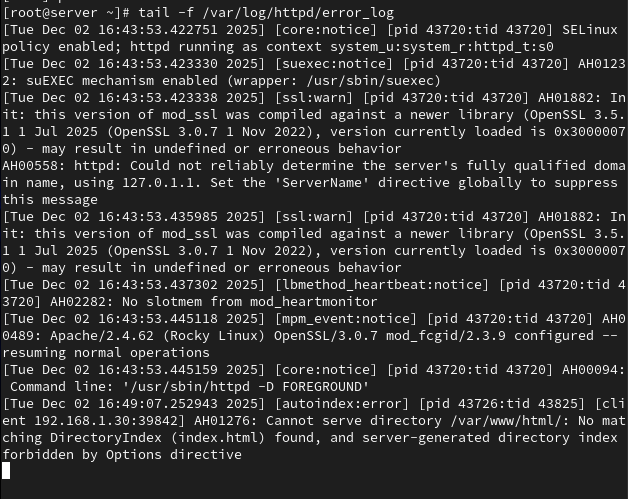 [root@server ~]# tail -f /var/log/httpd/error_log
[Tue Dec 02 16:43:53.422751 2025] [core:notice] [pid 43720:tid 43720] SELinux
policy enabled; httpd running as context system_u:system_r:httpd_t:s0
[Tue Dec 02 16:43:53.423330 2025] [suexec:notice] [pid 43720:tid 43720] AH0123
2: suEXEC mechanism enabled (wrapper: /usr/sbin/suexec)
[Tue Dec 02 16:43:53.423338 2025] [ssl:warn] [pid 43720:tid 43720] AH01882: In
it: this version of mod_ssl was compiled against a newer library (OpenSSL 3.5.
1 1 Jul 2025 (OpenSSL 3.0.7 1 Nov 2022), version currently loaded is 0x3000007
0) - may result in undefined or erroneous behavior
AH00558: httpd: Could not reliably determine the server's fully qualified doma
in name, using 127.0.1.1. Set the 'ServerName' directive globally to suppress
this message
[Tue Dec 02 16:43:53.435985 2025] [ssl:warn] [pid 43720:tid 43720] AH01882: In
it: this version of mod_ssl was compiled against a newer library (OpenSSL 3.5.
1 1 Jul 2025 (OpenSSL 3.0.7 1 Nov 2022), version currently loaded is 0x3000007
0) - may result in undefined or erroneous behavior
[Tue Dec 02 16:43:53.437302 2025] [lbmethod_heartbeat:notice] [pid 43720:tid 4
3720] AH02282: No slotmem from mod_heartmonitor
[Tue Dec 02 16:43:53.445118 2025] [mpm_event:notice] [pid 43720:tid 43720] AH0
0489: Apache/2.4.62 (Rocky Linux) OpenSSL/3.0.7 mod_fcgid/2.3.9 configured --
resuming normal operations
[Tue Dec 02 16:43:53.445159 2025] [core:notice] [pid 43720:tid 43720] AH00094:
 Command line: '/usr/sbin/httpd -D FOREGROUND'
[Tue Dec 02 16:49:07.252943 2025] [autoindex:error] [pid 43726:tid 43825] [cli
ent 192.168.1.30:39842] AH01276: Cannot serve directory /var/www/html/: No mat
ching DirectoryIndex (index.html) found, and server-generated directory index
forbidden by Options directive